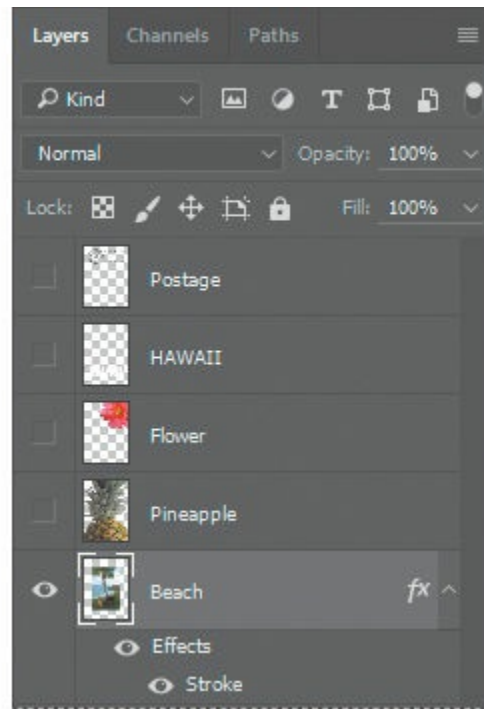 Layers Channels Paths
Kind T
Normal Opacity: 100%
Lock: Fill: 100%
Postage
HAWAII
Flower
Pineapple
Beach fx
Effects
Stroke